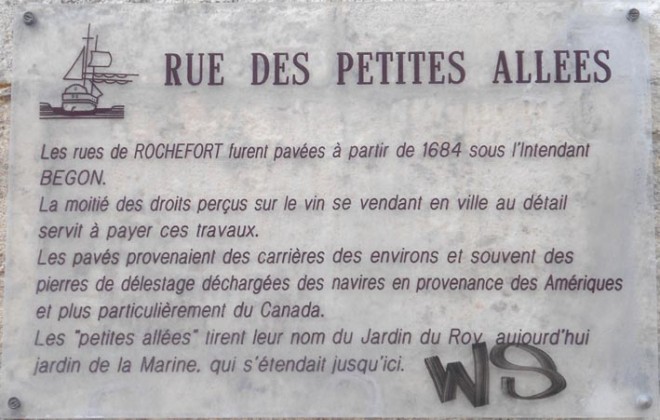 RUE DES PETITES ALLEES
Les rues de ROCHEFORT furent pavées à partir de 1684 sous l'Intendant
BEGON.
La moitié des droits perçus sur le vin se vendant en ville au détail
servit à payer ces travaux.
Les pavés provenaient des carrières des environs et souvent des
pierres de délestage déchargées des navires en provenance des Amériques
et plus particulièrement du Canada.
Les "petites allées" tirent leur nom du Jardin du Roy, aujourd'hui
jardin de la Marine, qui s'étendait jusqu'ici.
WS